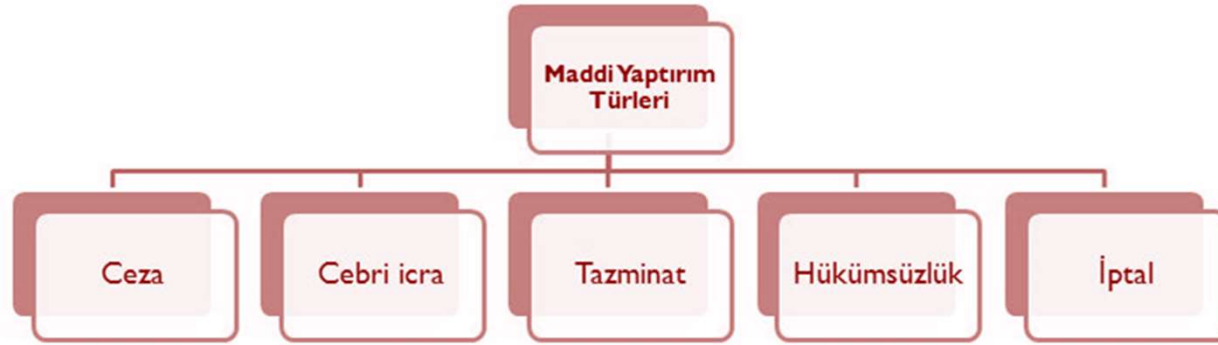 Maddi Yaptırım
Türleri
Ceza
Cebri icra
Tazminat
Hükümsüzlük
İptal